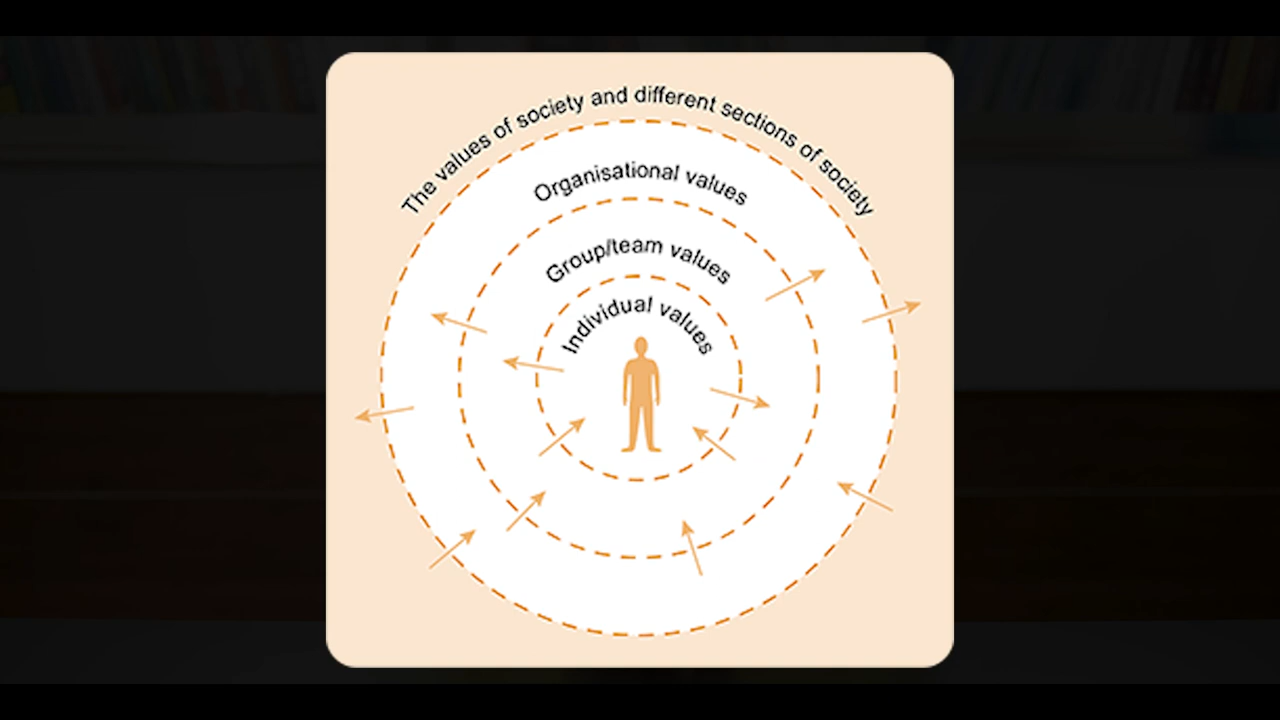 The values of society and different sections of society
Organisational values
Group/team values
Individual values